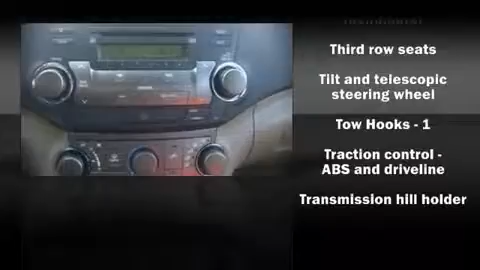 Third row seats
Tilt and telescopic
steering wheel
Tow Hooks - 1
Traction control -
ABS and driveline
Transmission hill holder